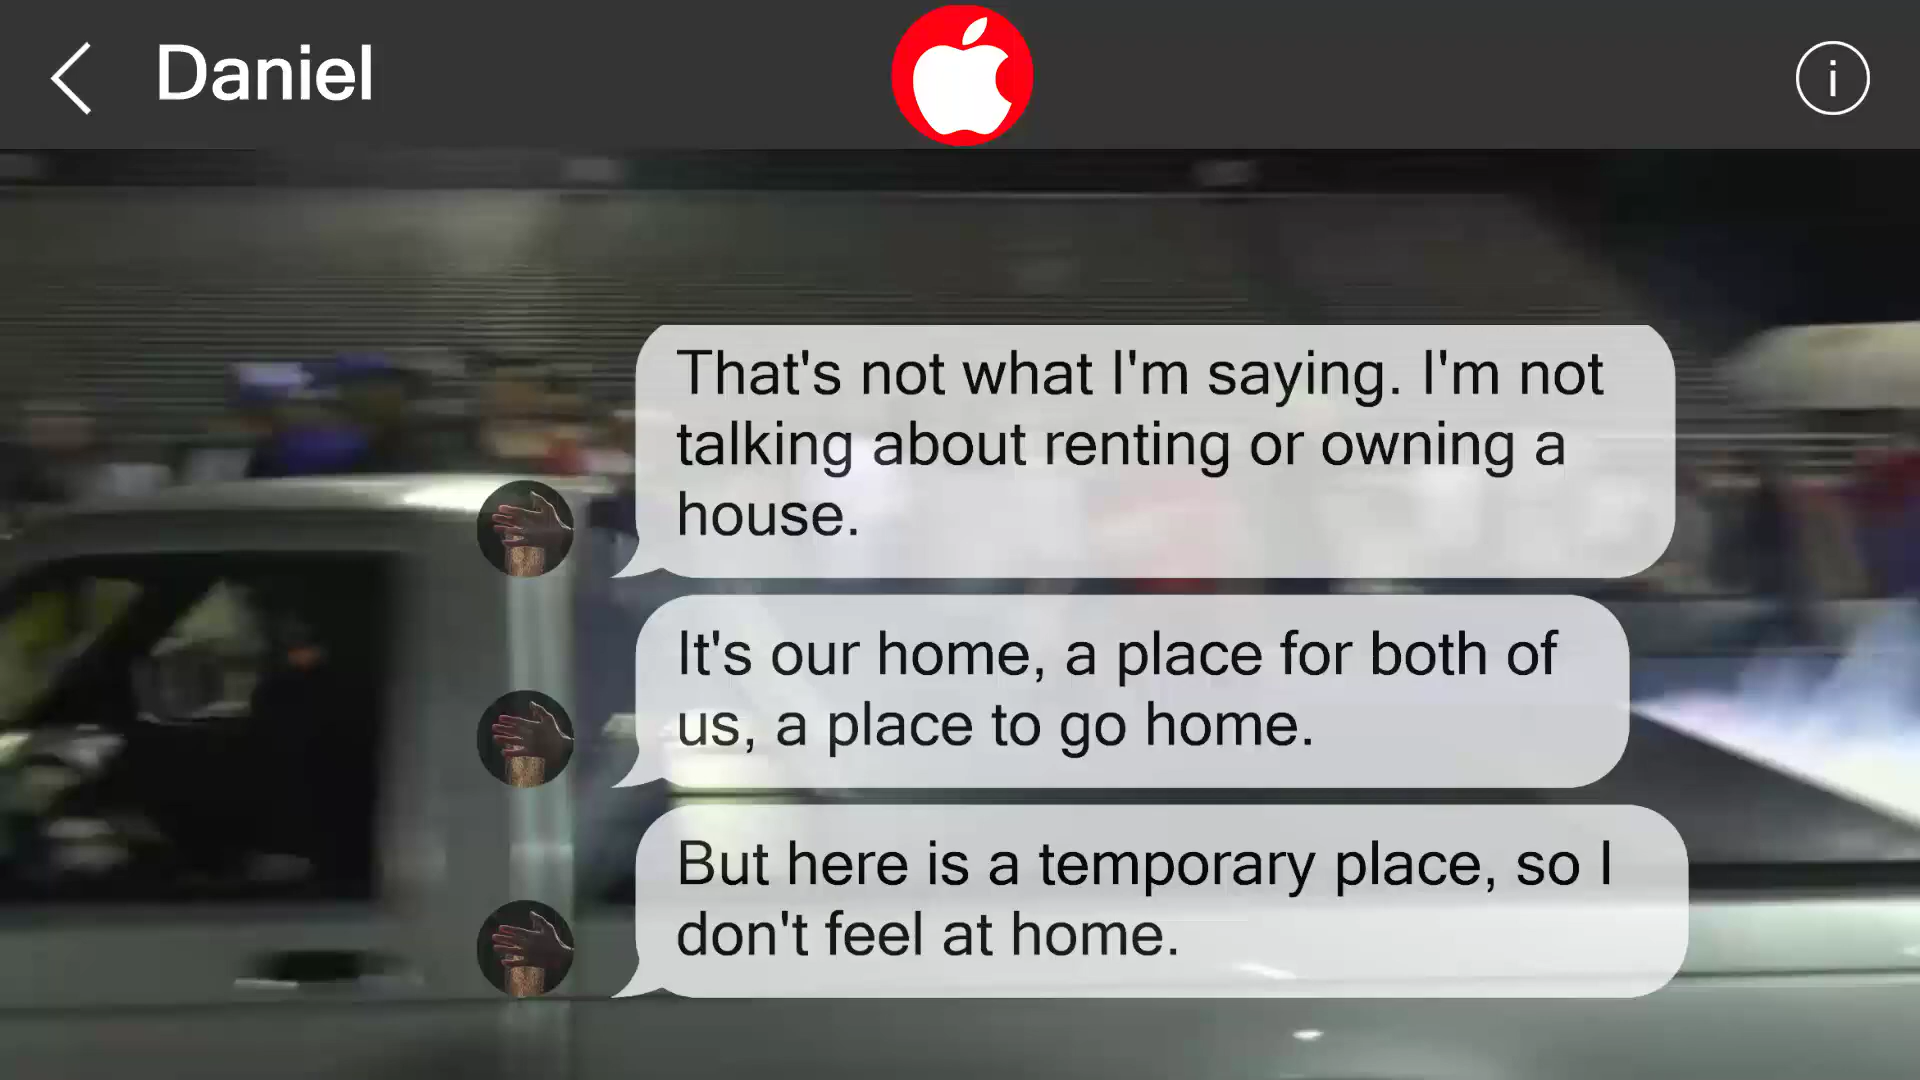 Daniel
i
That's not what I'm saying. I'm not
talking about renting or owning a
house.
It's our home, a place for both of
us, a place to go home.
But here is a temporary place, so I
don't feel at home.